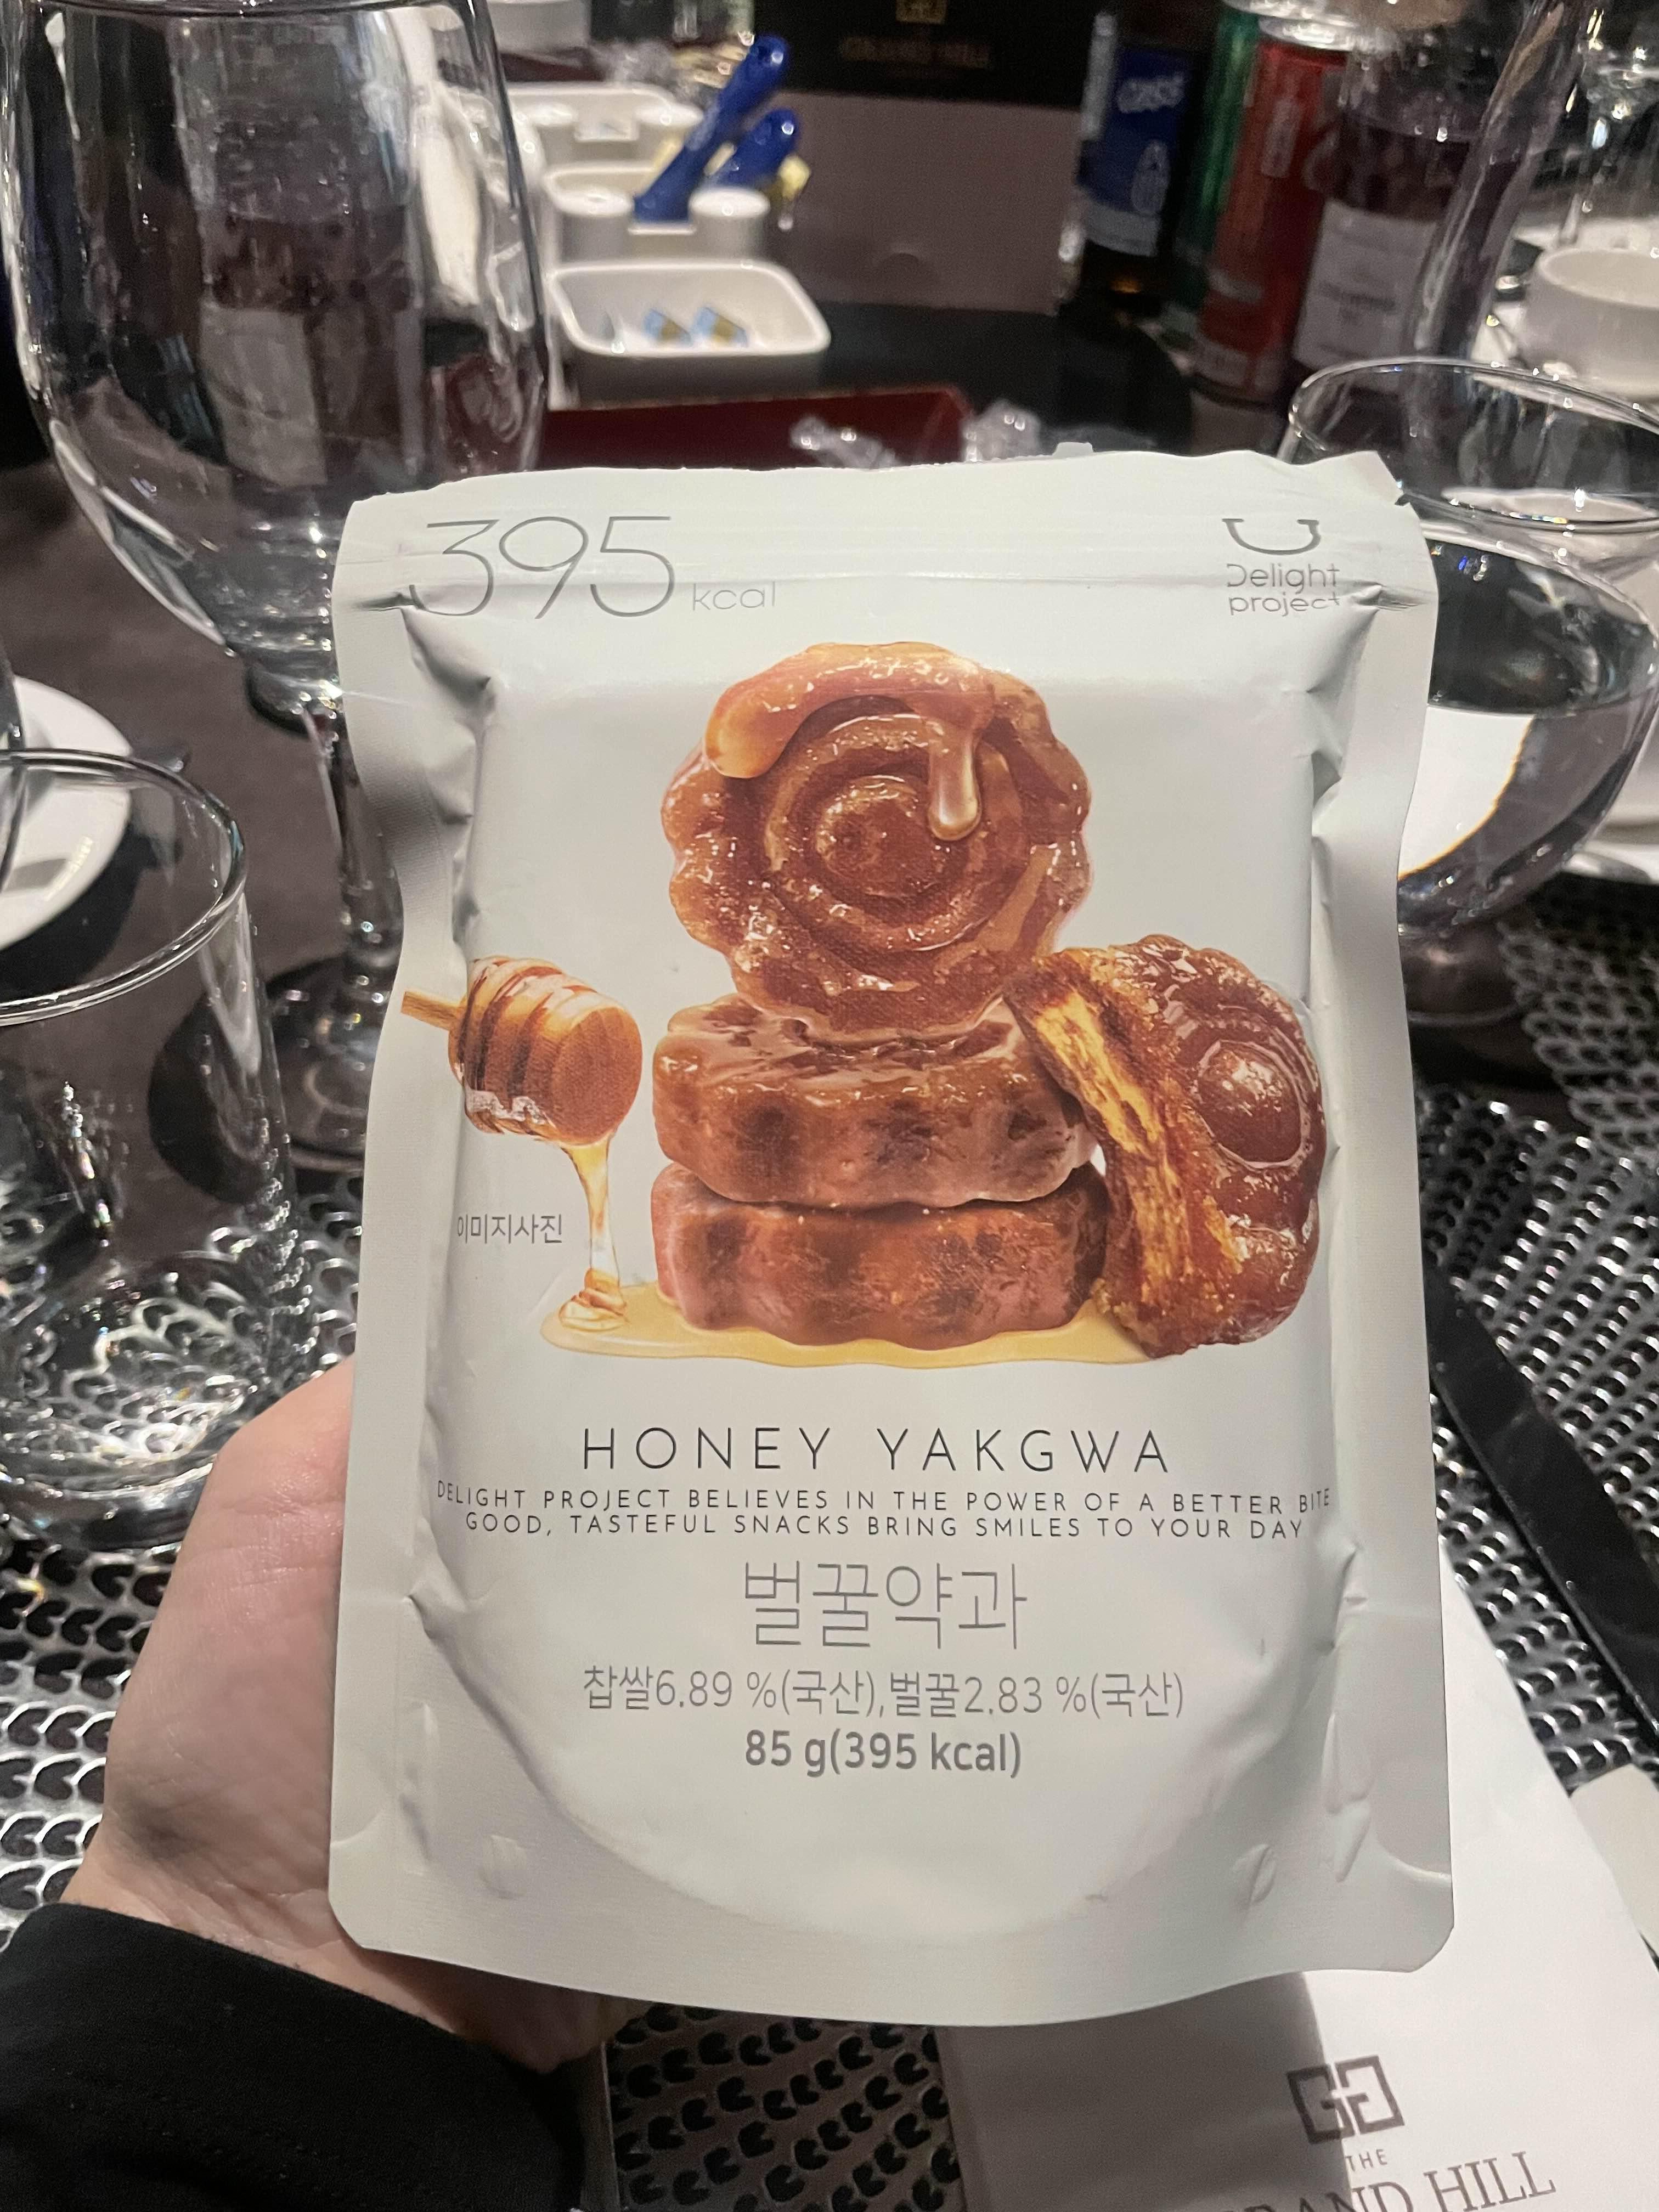 CASS
395 kcal
Delight
project
이미지사진
HONEY YAKGWA
DELIGHT PROJECT BELIEVES IN THE POWER OF A BETTER BITE
GOOD, TASTEFUL SNACKS BRING SMILES TO YOUR DAY
벌꿀약과
찹쌀6.89 %(국산),벌꿀2.83 %(국산)
85 g(395 kcal)
THE
HILL